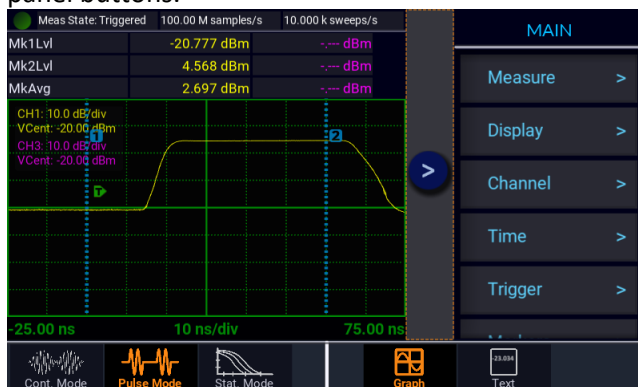 panel buttons.
Meas State: Triggered 100.00 M samples/s 10.000 k sweeps/s
MAIN
Mk1Lvl -20.777 dBm -.--- dBm
Mk2Lvl 4.568 dBm -.--- dBm
MkAvg 2.697 dBm -.--- dBm
CH1: 10.0 dB/div
VCent: -20.00 dBm
CH3: 10.0 dB/div
VCent: -20.00 dBm
1
2
T
>
Measure >
Display >
Channel >
Time >
Trigger >
-25.00 ns 10 ns/div 75.00 ns
-23.034
Cont. Mode Pulse Mode Stat. Mode Graph Text